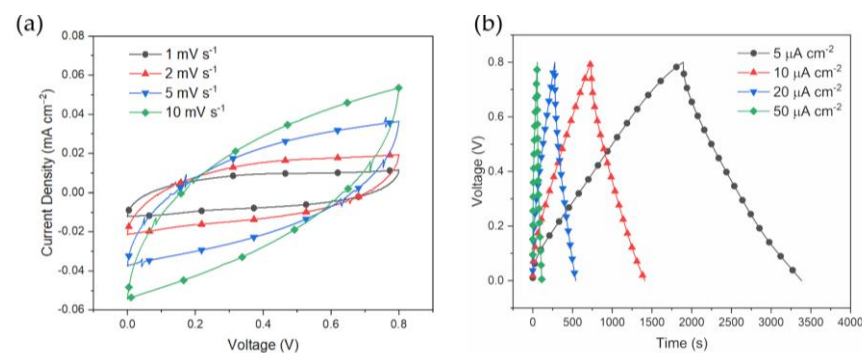 (a)
0.08
0.06
0.04
0.02
0.00
-0.02
-0.04
-0.06
Current Density (mA cm⁻²)
1 mV s⁻¹
2 mV s⁻¹
5 mV s⁻¹
10 mV s⁻¹
0.0 0.2 0.4 0.6 0.8
Voltage (V)
(b)
0.8
0.6
0.4
0.2
0.0
Voltage (V)
5 μA cm⁻²
10 μA cm⁻²
20 μA cm⁻²
50 μA cm⁻²
0 500 1000 1500 2000 2500 3000 3500 4000
Time (s)